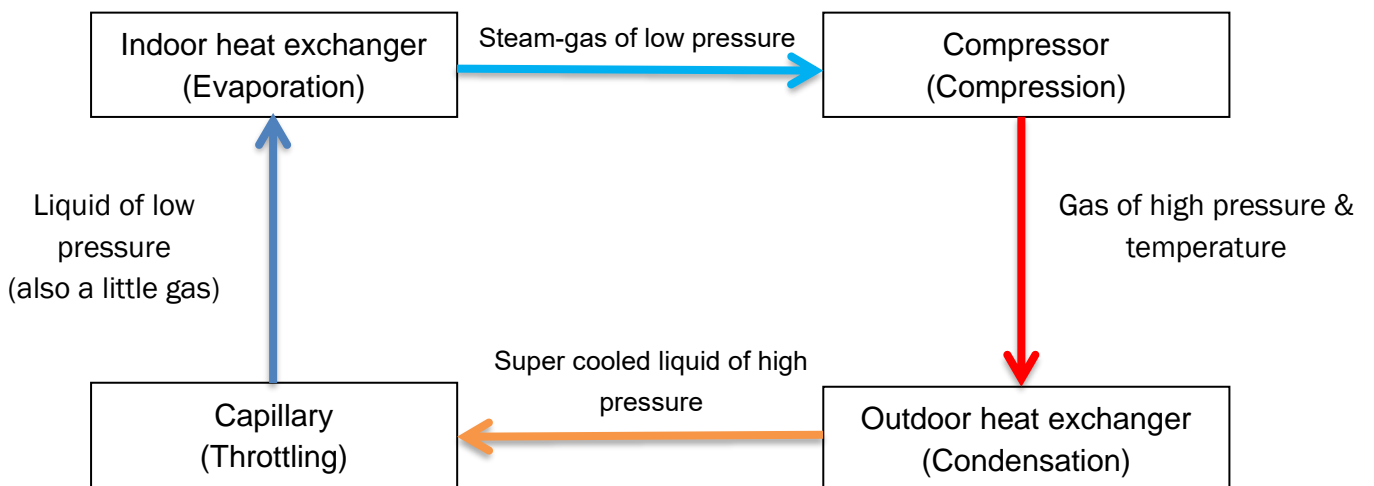 Indoor heat exchanger
(Evaporation)
Steam-gas of low pressure
Compressor
(Compression)
Liquid of low
pressure
(also a little gas)
Gas of high pressure &
temperature
Capillary
(Throttling)
Super cooled liquid of high
pressure
Outdoor heat exchanger
(Condensation)